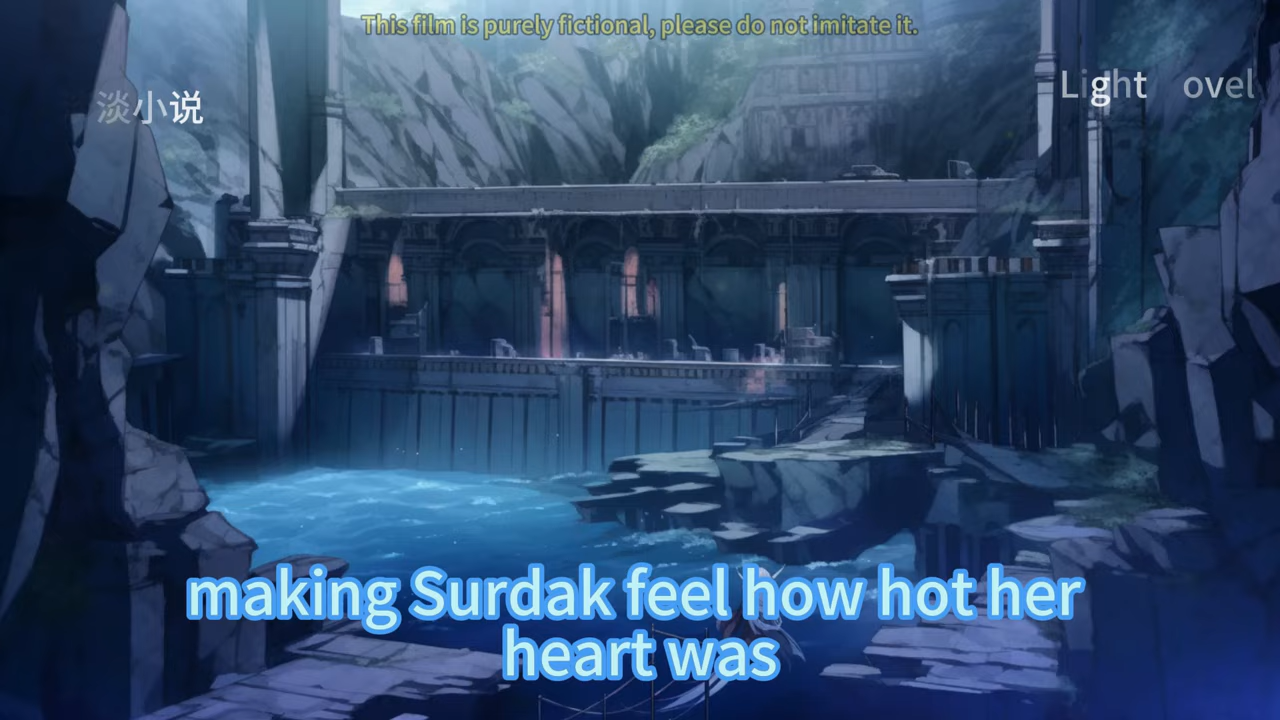 This film is purely fictional, please do not imitate it.
淡小说
Light ovel
making Surdak feel how hot her
heart was